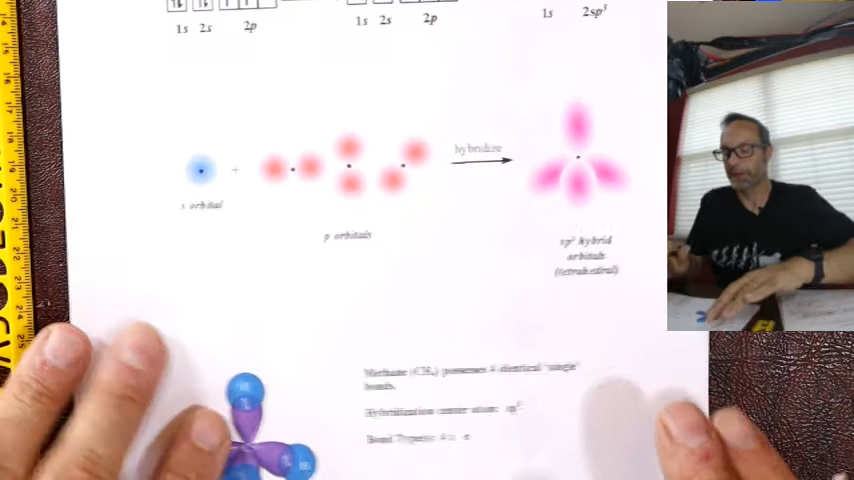 1s 2s 2p 1s 2s 2p 1s 2sp³
hybridize
+
s orbital
p orbitals
sp³ hybrid
orbitals
(tetrahedral)
Methane (CH₄) possesses 4 identical 'single'
bonds.
Hybridization center atom: sp³
Bond Types: 4 x σ